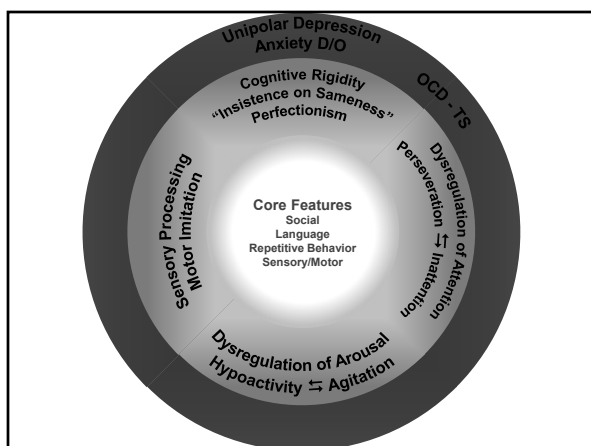 Unipolar Depression
Anxiety D/O
OCD - TS
Cognitive Rigidity
“Insistence on Sameness”
Perfectionism
Sensory Processing
Motor Imitation
Core Features
Social
Language
Repetitive Behavior
Sensory/Motor
Dysregulation of Attention
Perseveration ⇅ Inattention
Dysregulation of Arousal
Hypoactivity ⇆ Agitation